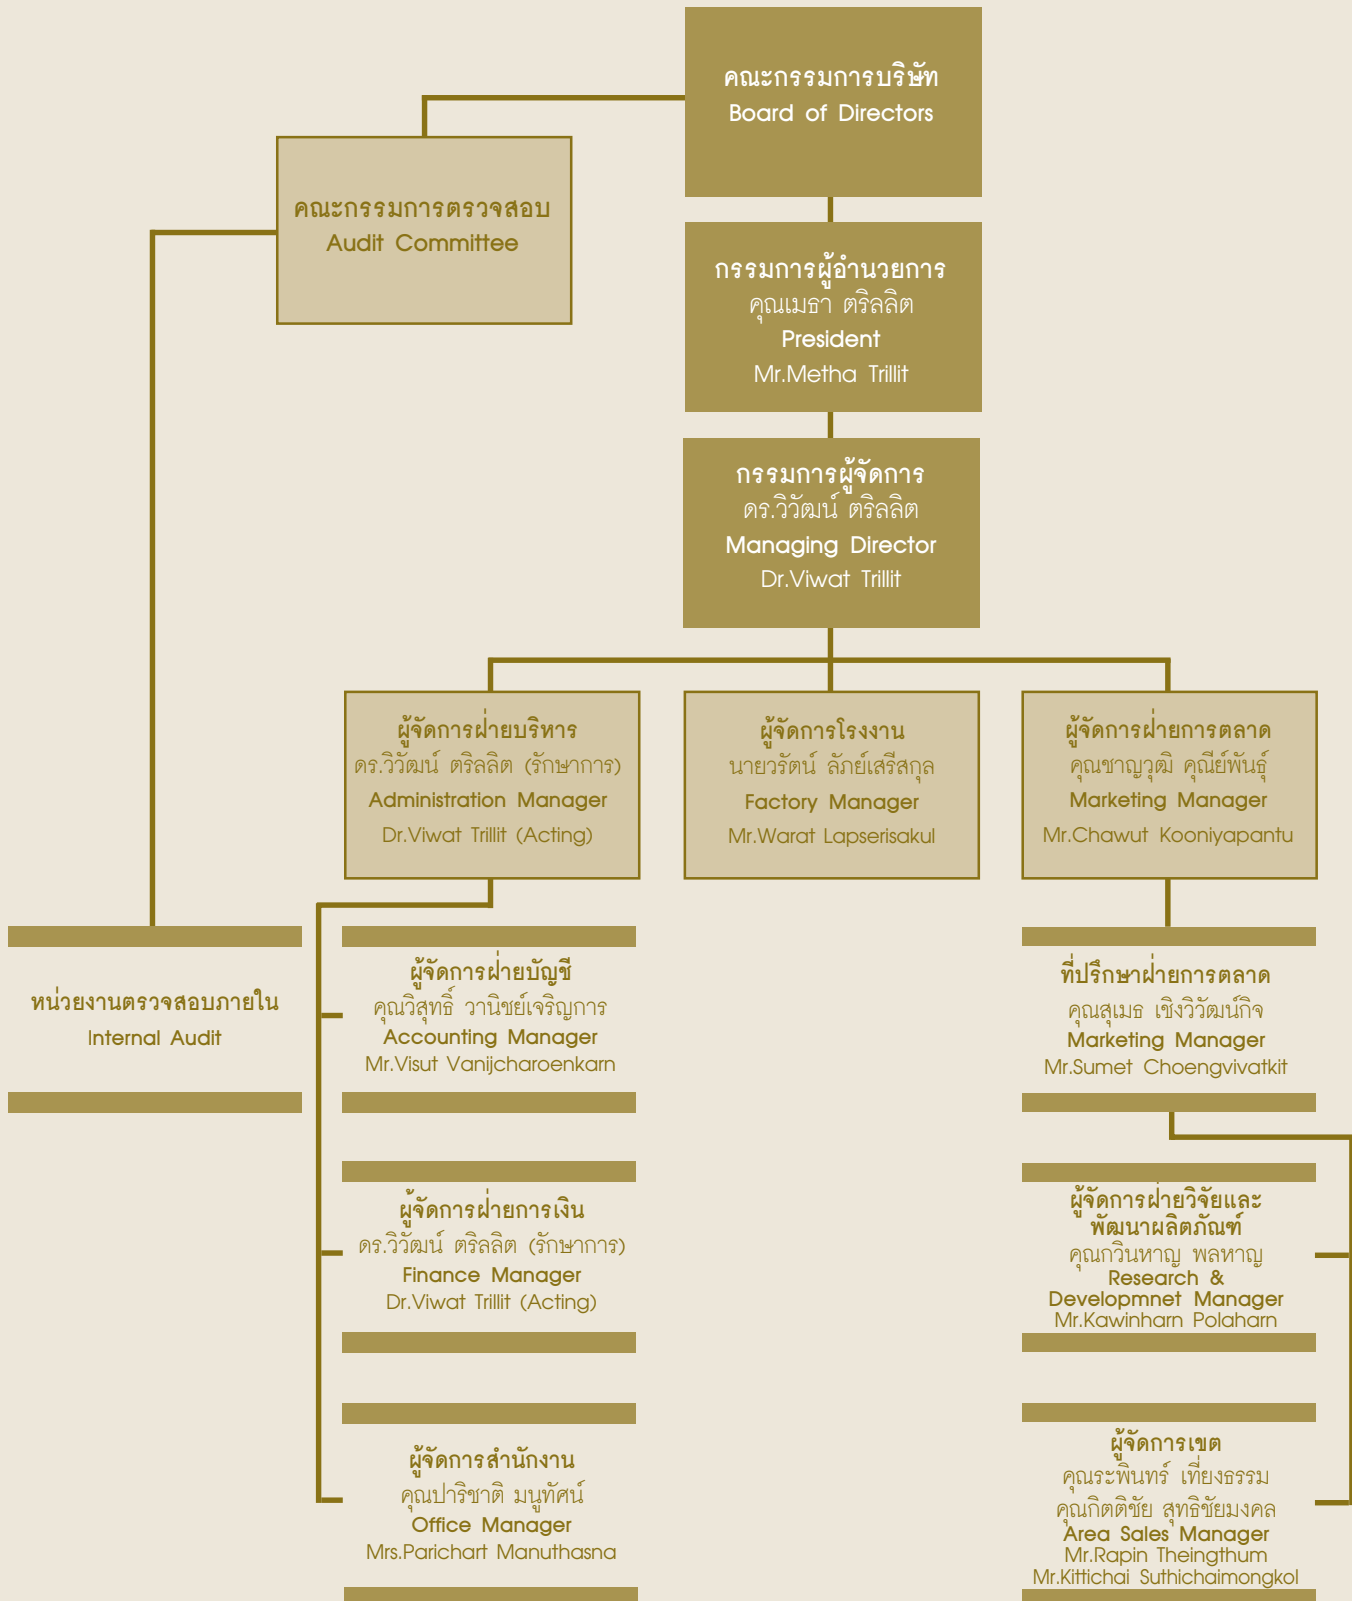 คณะกรรมการบริษัท
Board of Directors
คณะกรรมการตรวจสอบ
Audit Committee
กรรมการผู้อำนวยการ
คุณเมธา ตริลลิต
President
Mr.Metha Trillit
กรรมการผู้จัดการ
ดร.วิวัฒน์ ตริลลิต
Managing Director
Dr.Viwat Trillit
ผู้จัดการฝ่ายบริหาร
ดร.วิวัฒน์ ตริลลิต (รักษาการ)
Administration Manager
Dr.Viwat Trillit (Acting)
ผู้จัดการโรงงาน
นายวรัตน์ ลัภย์เสรีสกุล
Factory Manager
Mr.Warat Lapserisakul
ผู้จัดการฝ่ายการตลาด
คุณชาญวุฒิ คุณีย์พันธุ์
Marketing Manager
Mr.Chawut Kooniyapantu
หน่วยงานตรวจสอบภายใน
Internal Audit
ผู้จัดการฝ่ายบัญชี
คุณวิสุทธิ์ วานิชย์เจริญการ
Accounting Manager
Mr.Visut Vanijcharoenkarn
ที่ปรึกษาฝ่ายการตลาด
คุณสุเมธ เชิงวิวัฒน์กิจ
Marketing Manager
Mr.Sumet Choengvivatkit
ผู้จัดการฝ่ายการเงิน
ดร.วิวัฒน์ ตริลลิต (รักษาการ)
Finance Manager
Dr.Viwat Trillit (Acting)
ผู้จัดการฝ่ายวิจัยและ
พัฒนาผลิตภัณฑ์
คุณกวินหาญ พลหาญ
Research &
Developmnet Manager
Mr.Kawinharn Polaharn
ผู้จัดการสำนักงาน
คุณปาริชาติ มนูทัศน์
Office Manager
Mrs.Parichart Manuthasna
ผู้จัดการเขต
คุณระพินทร์ เที่ยงธรรม
คุณกิตติชัย สุทธิชัยมงคล
Area Sales Manager
Mr.Rapin Theingthum
Mr.Kittichai Suthichaimongkol